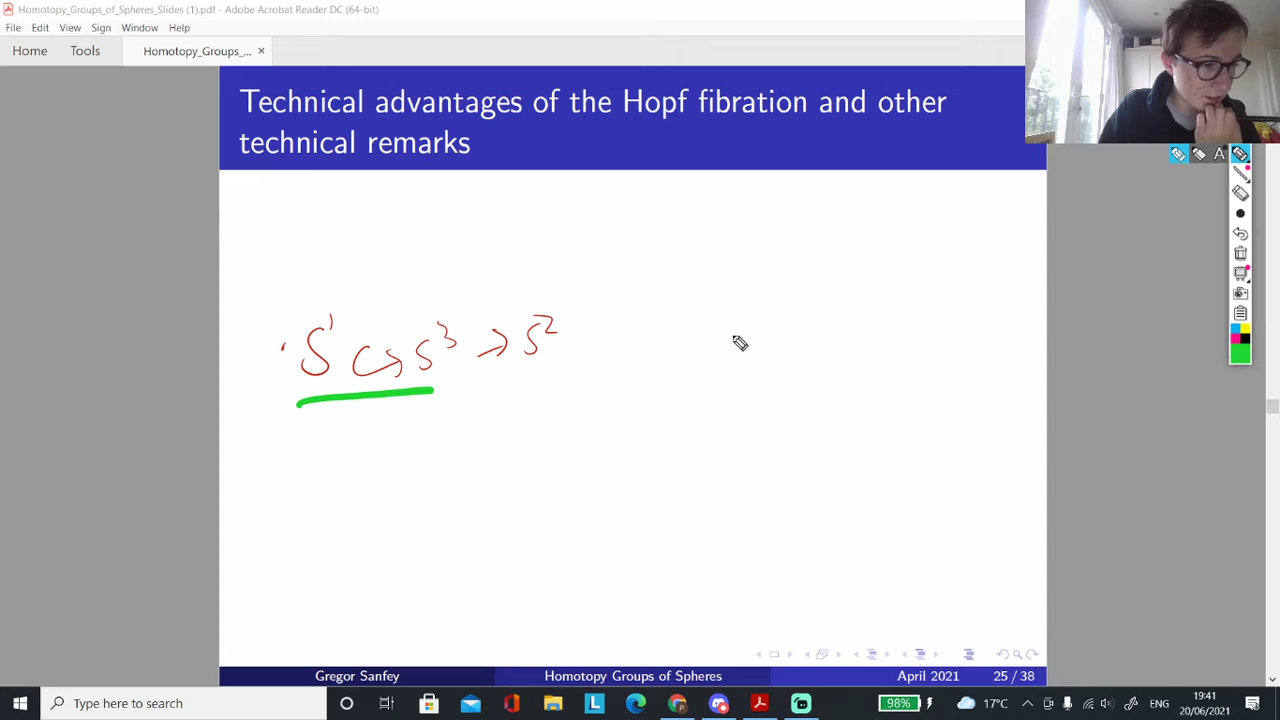 Homotopy_Groups_of_Spheres_Slides (1).pdf - Adobe Acrobat Reader DC (64-bit)
File Edit View Sign Window Help
Home Tools Homotopy_Groups_... ×
Technical advantages of the Hopf fibration and other
technical remarks
A
· S¹ ↪ S³ → S²
Gregor Sanfey Homotopy Groups of Spheres April 2021 25 / 38
Type here to search L P 98% 17°C ENG 19:41
20/06/2021